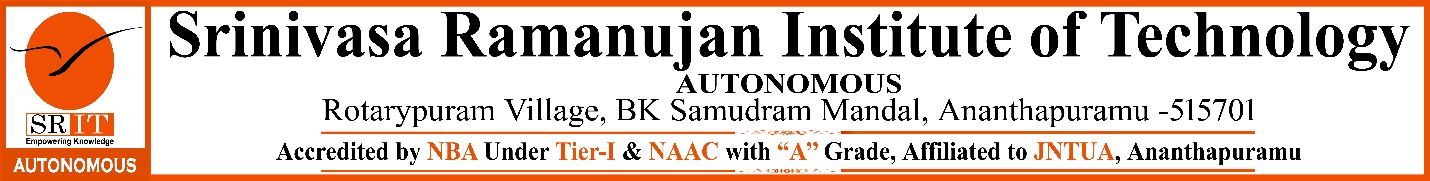 SRIT
Empowering Knowledge
AUTONOMOUS
Srinivasa Ramanujan Institute of Technology
AUTONOMOUS
Rotarypuram Village, BK Samudram Mandal, Ananthapuramu -515701
Accredited by NBA Under Tier-I & NAAC with “A” Grade, Affiliated to JNTUA, Ananthapuramu